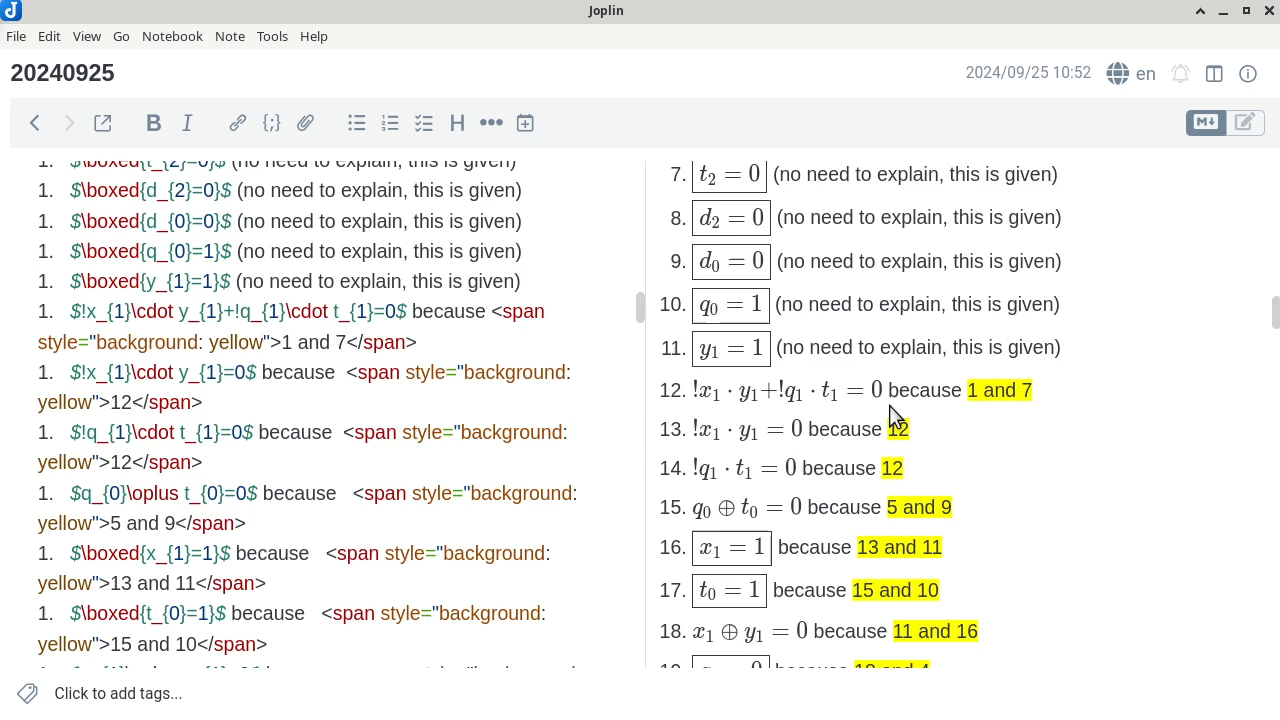 Joplin
File Edit View Go Notebook Note Tools Help
20240925
2024/09/25 10:52 en
1. $\boxed{t_{2}=0}$ (no need to explain, this is given)
1. $\boxed{d_{2}=0}$ (no need to explain, this is given)
1. $\boxed{d_{0}=0}$ (no need to explain, this is given)
1. $\boxed{q_{0}=1}$ (no need to explain, this is given)
1. $\boxed{y_{1}=1}$ (no need to explain, this is given)
1. $!x_{1}\cdot y_{1}+!q_{1}\cdot t_{1}=0$ because <span
style="background: yellow">1 and 7</span>
1. $!x_{1}\cdot y_{1}=0$ because <span style="background:
yellow">12</span>
1. $!q_{1}\cdot t_{1}=0$ because <span style="background:
yellow">12</span>
1. $q_{0}\oplus t_{0}=0$ because <span style="background:
yellow">5 and 9</span>
1. $\boxed{x_{1}=1}$ because <span style="background:
yellow">13 and 11</span>
1. $\boxed{t_{0}=1}$ because <span style="background:
yellow">15 and 10</span>
7. t₂ = 0 (no need to explain, this is given)
8. d₂ = 0 (no need to explain, this is given)
9. d₀ = 0 (no need to explain, this is given)
10. q₀ = 1 (no need to explain, this is given)
11. y₁ = 1 (no need to explain, this is given)
12. !x₁ · y₁+!q₁ · t₁ = 0 because 1 and 7
13. !x₁ · y₁ = 0 because 12
14. !q₁ · t₁ = 0 because 12
15. q₀ ⊕ t₀ = 0 because 5 and 9
16. x₁ = 1 because 13 and 11
17. t₀ = 1 because 15 and 10
18. x₁ ⊕ y₁ = 0 because 11 and 16
Click to add tags...